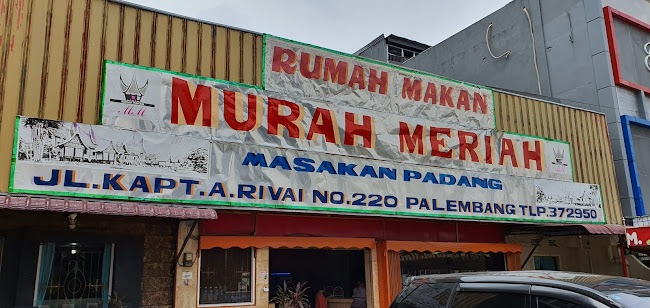 RUMAH MAKAN
MURAH MERIAH
MASAKAN PADANG
JL.KAPT.A.RIVAI NO.220 PALEMBANG TLP.372950